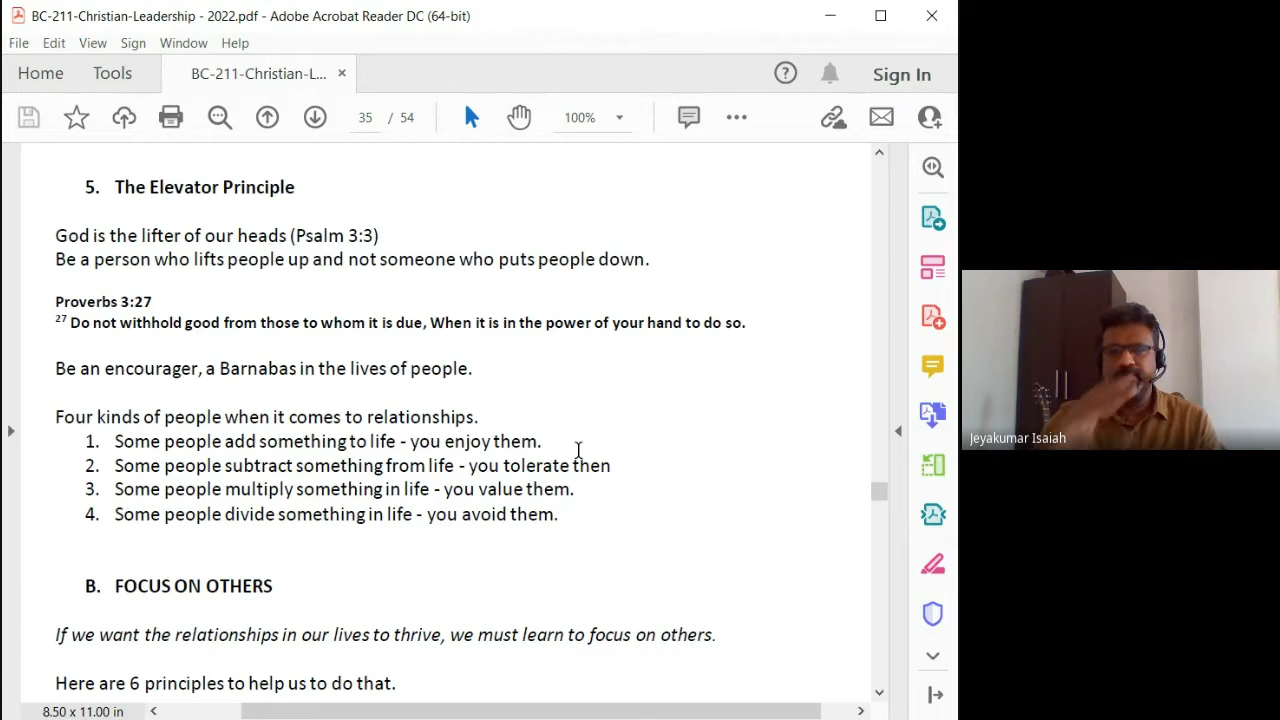 BC-211-Christian-Leadership - 2022.pdf - Adobe Acrobat Reader DC (64-bit)
File Edit View Sign Window Help
Home Tools BC-211-Christian-L... × Sign In
35 / 54 100%
5. The Elevator Principle
God is the lifter of our heads (Psalm 3:3)
Be a person who lifts people up and not someone who puts people down.
Proverbs 3:27
27 Do not withhold good from those to whom it is due, When it is in the power of your hand to do so.
Be an encourager, a Barnabas in the lives of people.
Four kinds of people when it comes to relationships.
1. Some people add something to life - you enjoy them.
2. Some people subtract something from life - you tolerate then
3. Some people multiply something in life - you value them.
4. Some people divide something in life - you avoid them.
B. FOCUS ON OTHERS
If we want the relationships in our lives to thrive, we must learn to focus on others.
Here are 6 principles to help us to do that.
8.50 x 11.00 in
Jeyakumar Isaiah